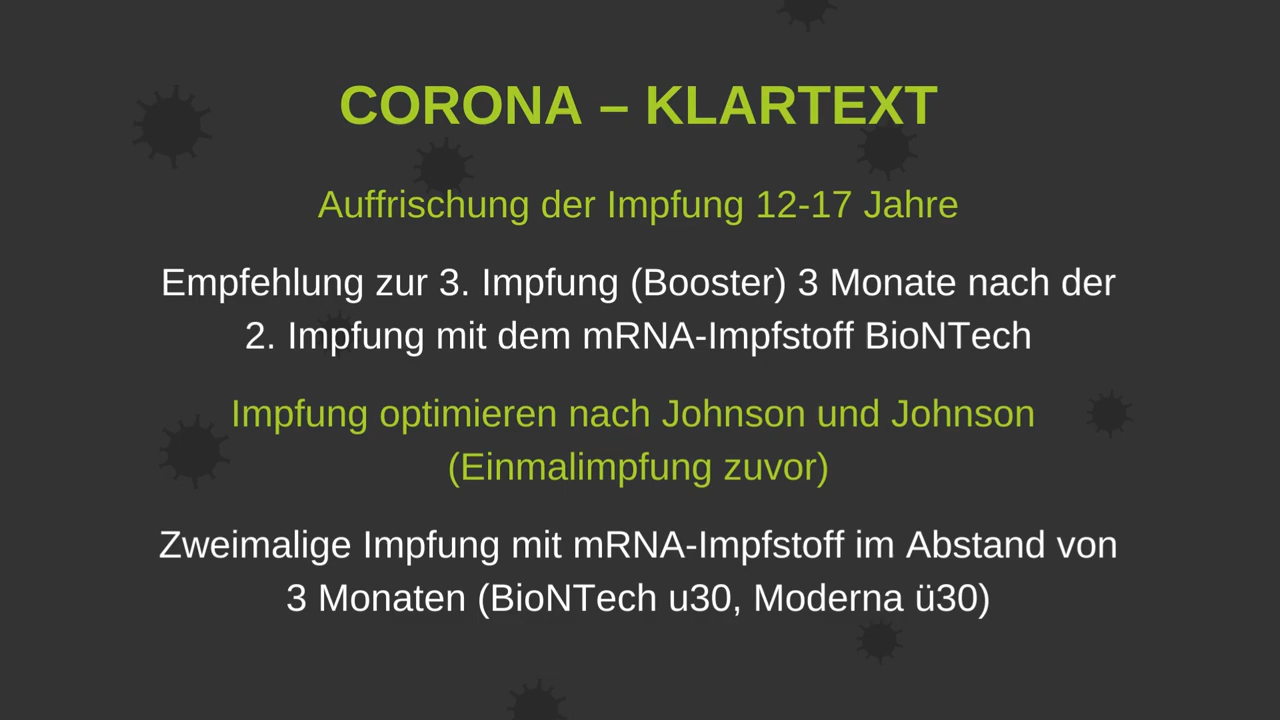 CORONA – KLARTEXT
Auffrischung der Impfung 12-17 Jahre
Empfehlung zur 3. Impfung (Booster) 3 Monate nach der
2. Impfung mit dem mRNA-Impfstoff BioNTech
Impfung optimieren nach Johnson und Johnson
(Einmalimpfung zuvor)
Zweimalige Impfung mit mRNA-Impfstoff im Abstand von
3 Monaten (BioNTech u30, Moderna ü30)